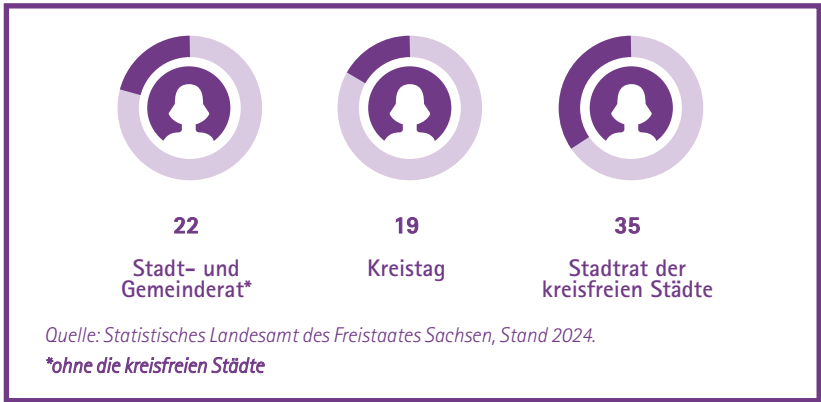 22
19
35
Stadt- und
Gemeinderat*
Kreistag
Stadtrat der
kreisfreien Städte
Quelle: Statistisches Landesamt des Freistaates Sachsen, Stand 2024.
*ohne die kreisfreien Städte